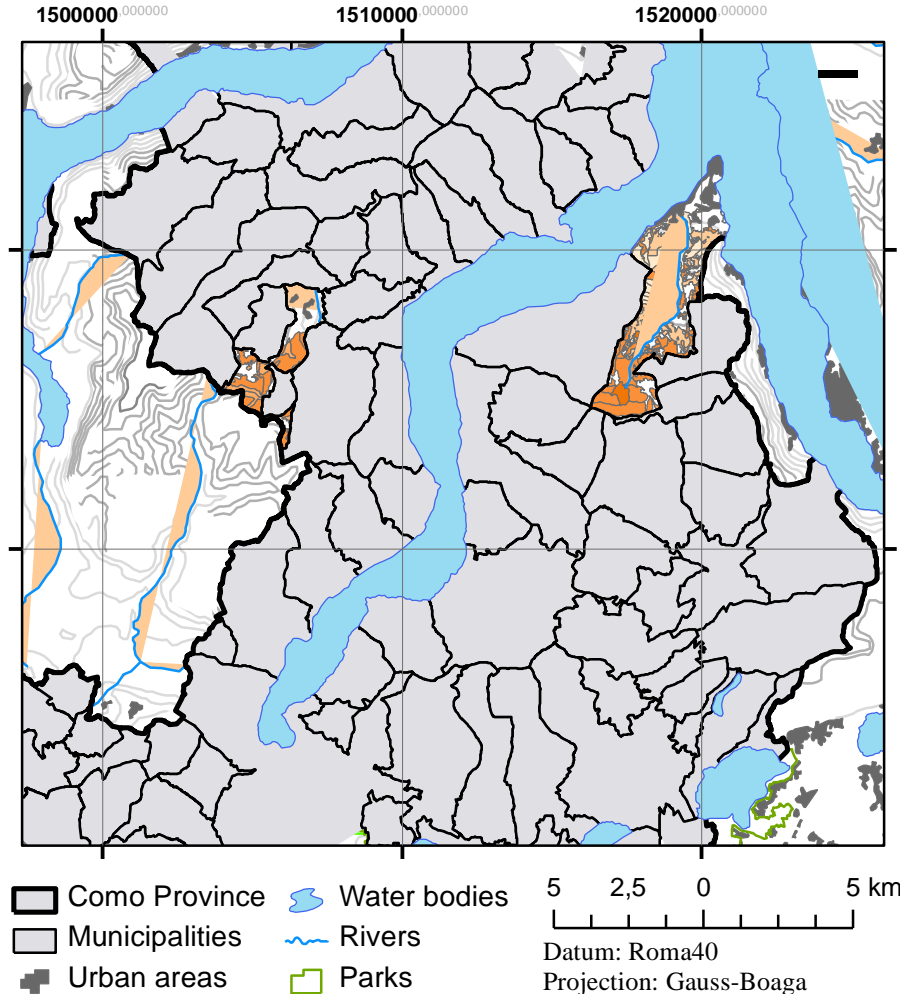 1500000,000000 1510000,000000 1520000,000000
Como Province
Municipalities
Urban areas
Water bodies
Rivers
Parks
5 2,5 0 5 km
Datum: Roma40
Projection: Gauss-Boaga